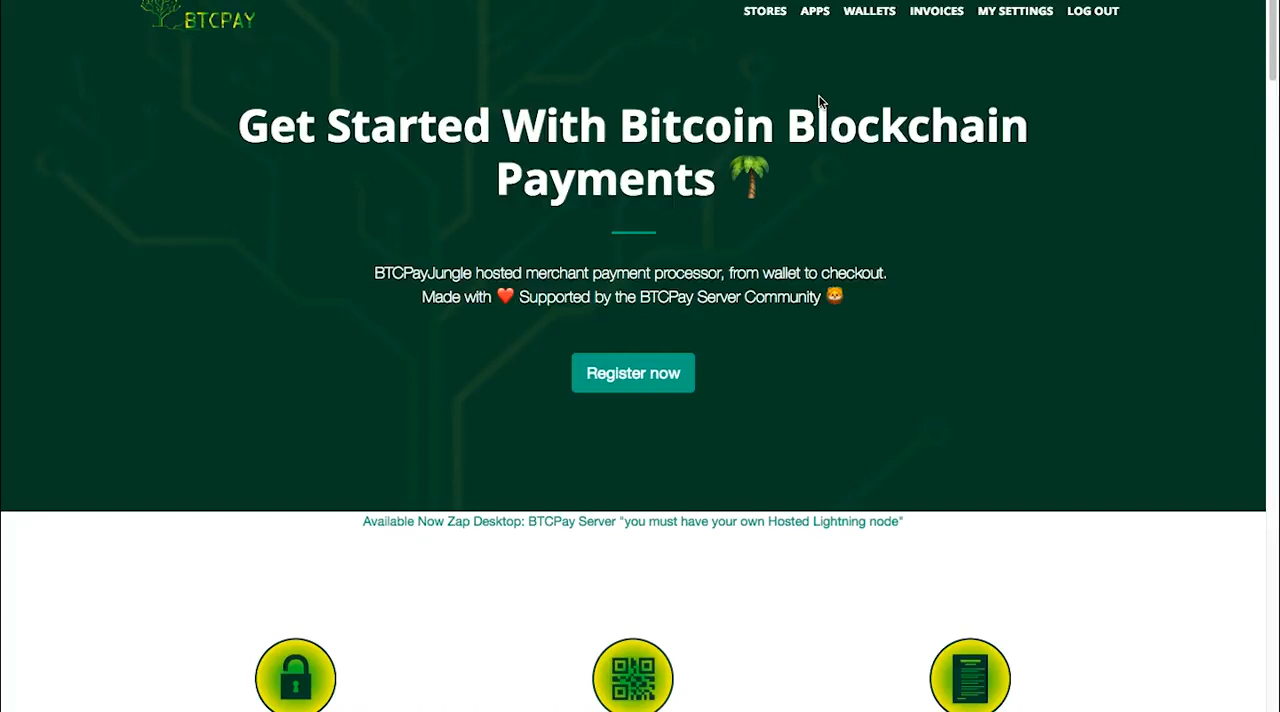 BTCPAY
STORES APPS WALLETS INVOICES MY SETTINGS LOG OUT
Get Started With Bitcoin Blockchain
Payments 🌴
BTCPayJungle hosted merchant payment processor, from wallet to checkout.
Made with ❤️ Supported by the BTCPay Server Community 🦁
Register now
Available Now Zap Desktop: BTCPay Server "you must have your own Hosted Lightning node"